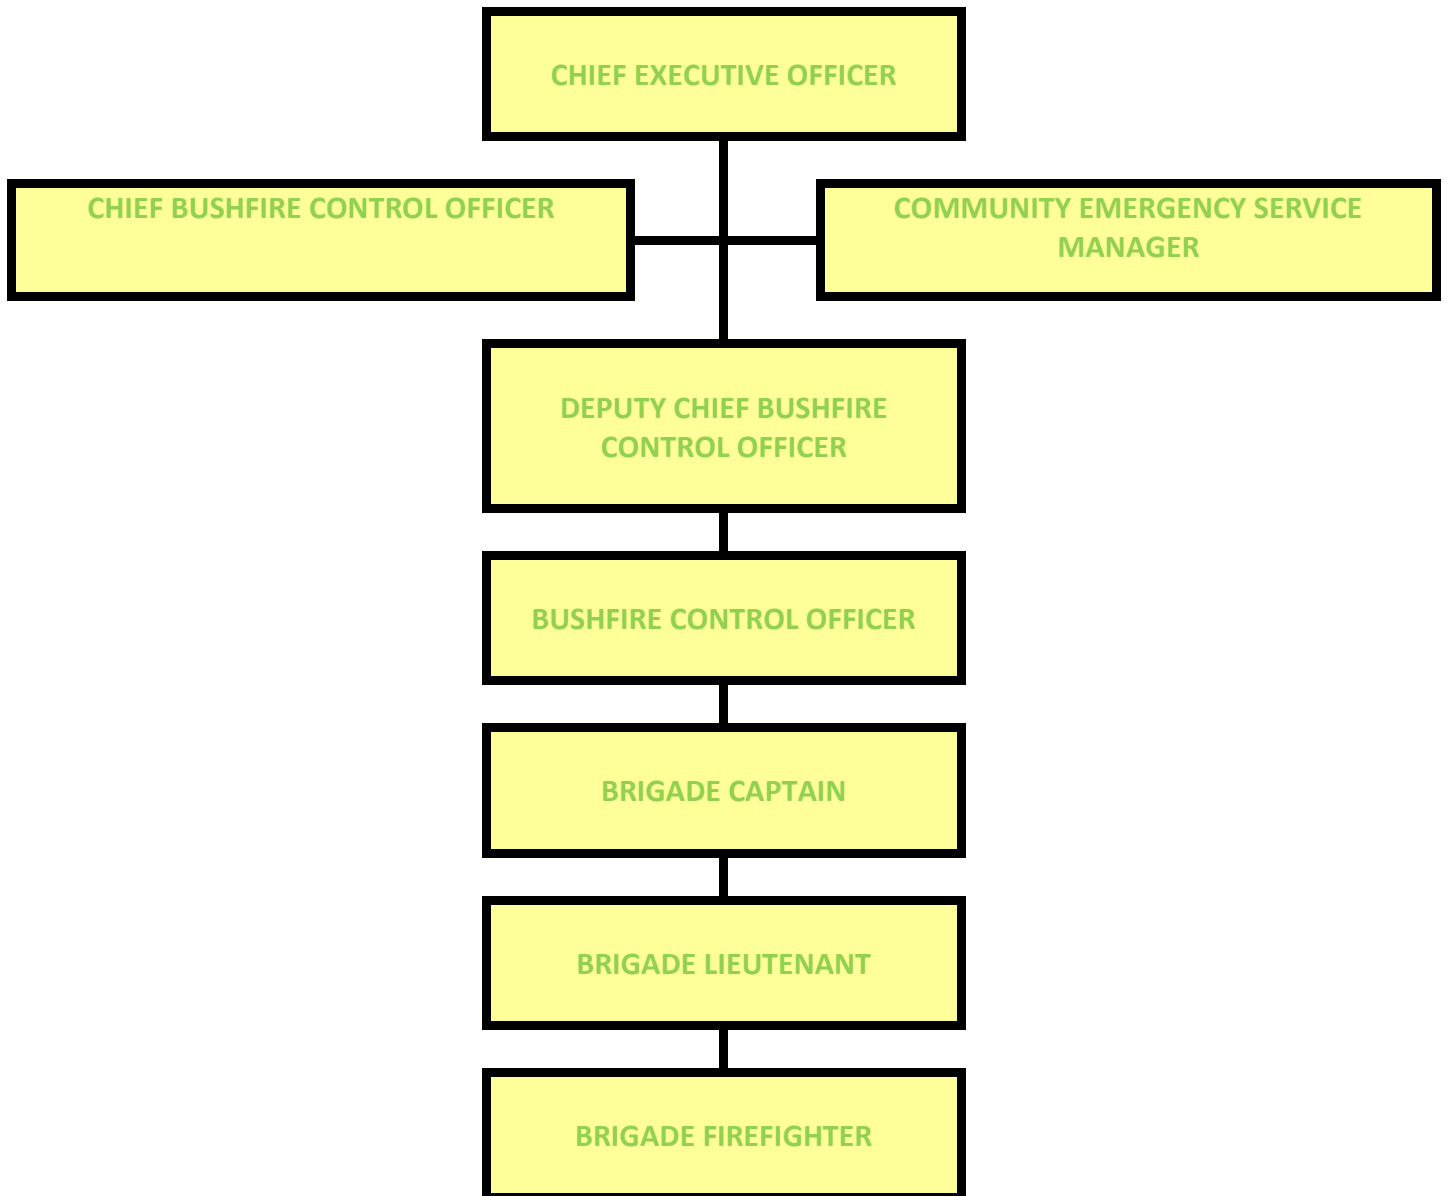 CHIEF EXECUTIVE OFFICER
CHIEF BUSHFIRE CONTROL OFFICER
COMMUNITY EMERGENCY SERVICE
MANAGER
DEPUTY CHIEF BUSHFIRE
CONTROL OFFICER
BUSHFIRE CONTROL OFFICER
BRIGADE CAPTAIN
BRIGADE LIEUTENANT
BRIGADE FIREFIGHTER